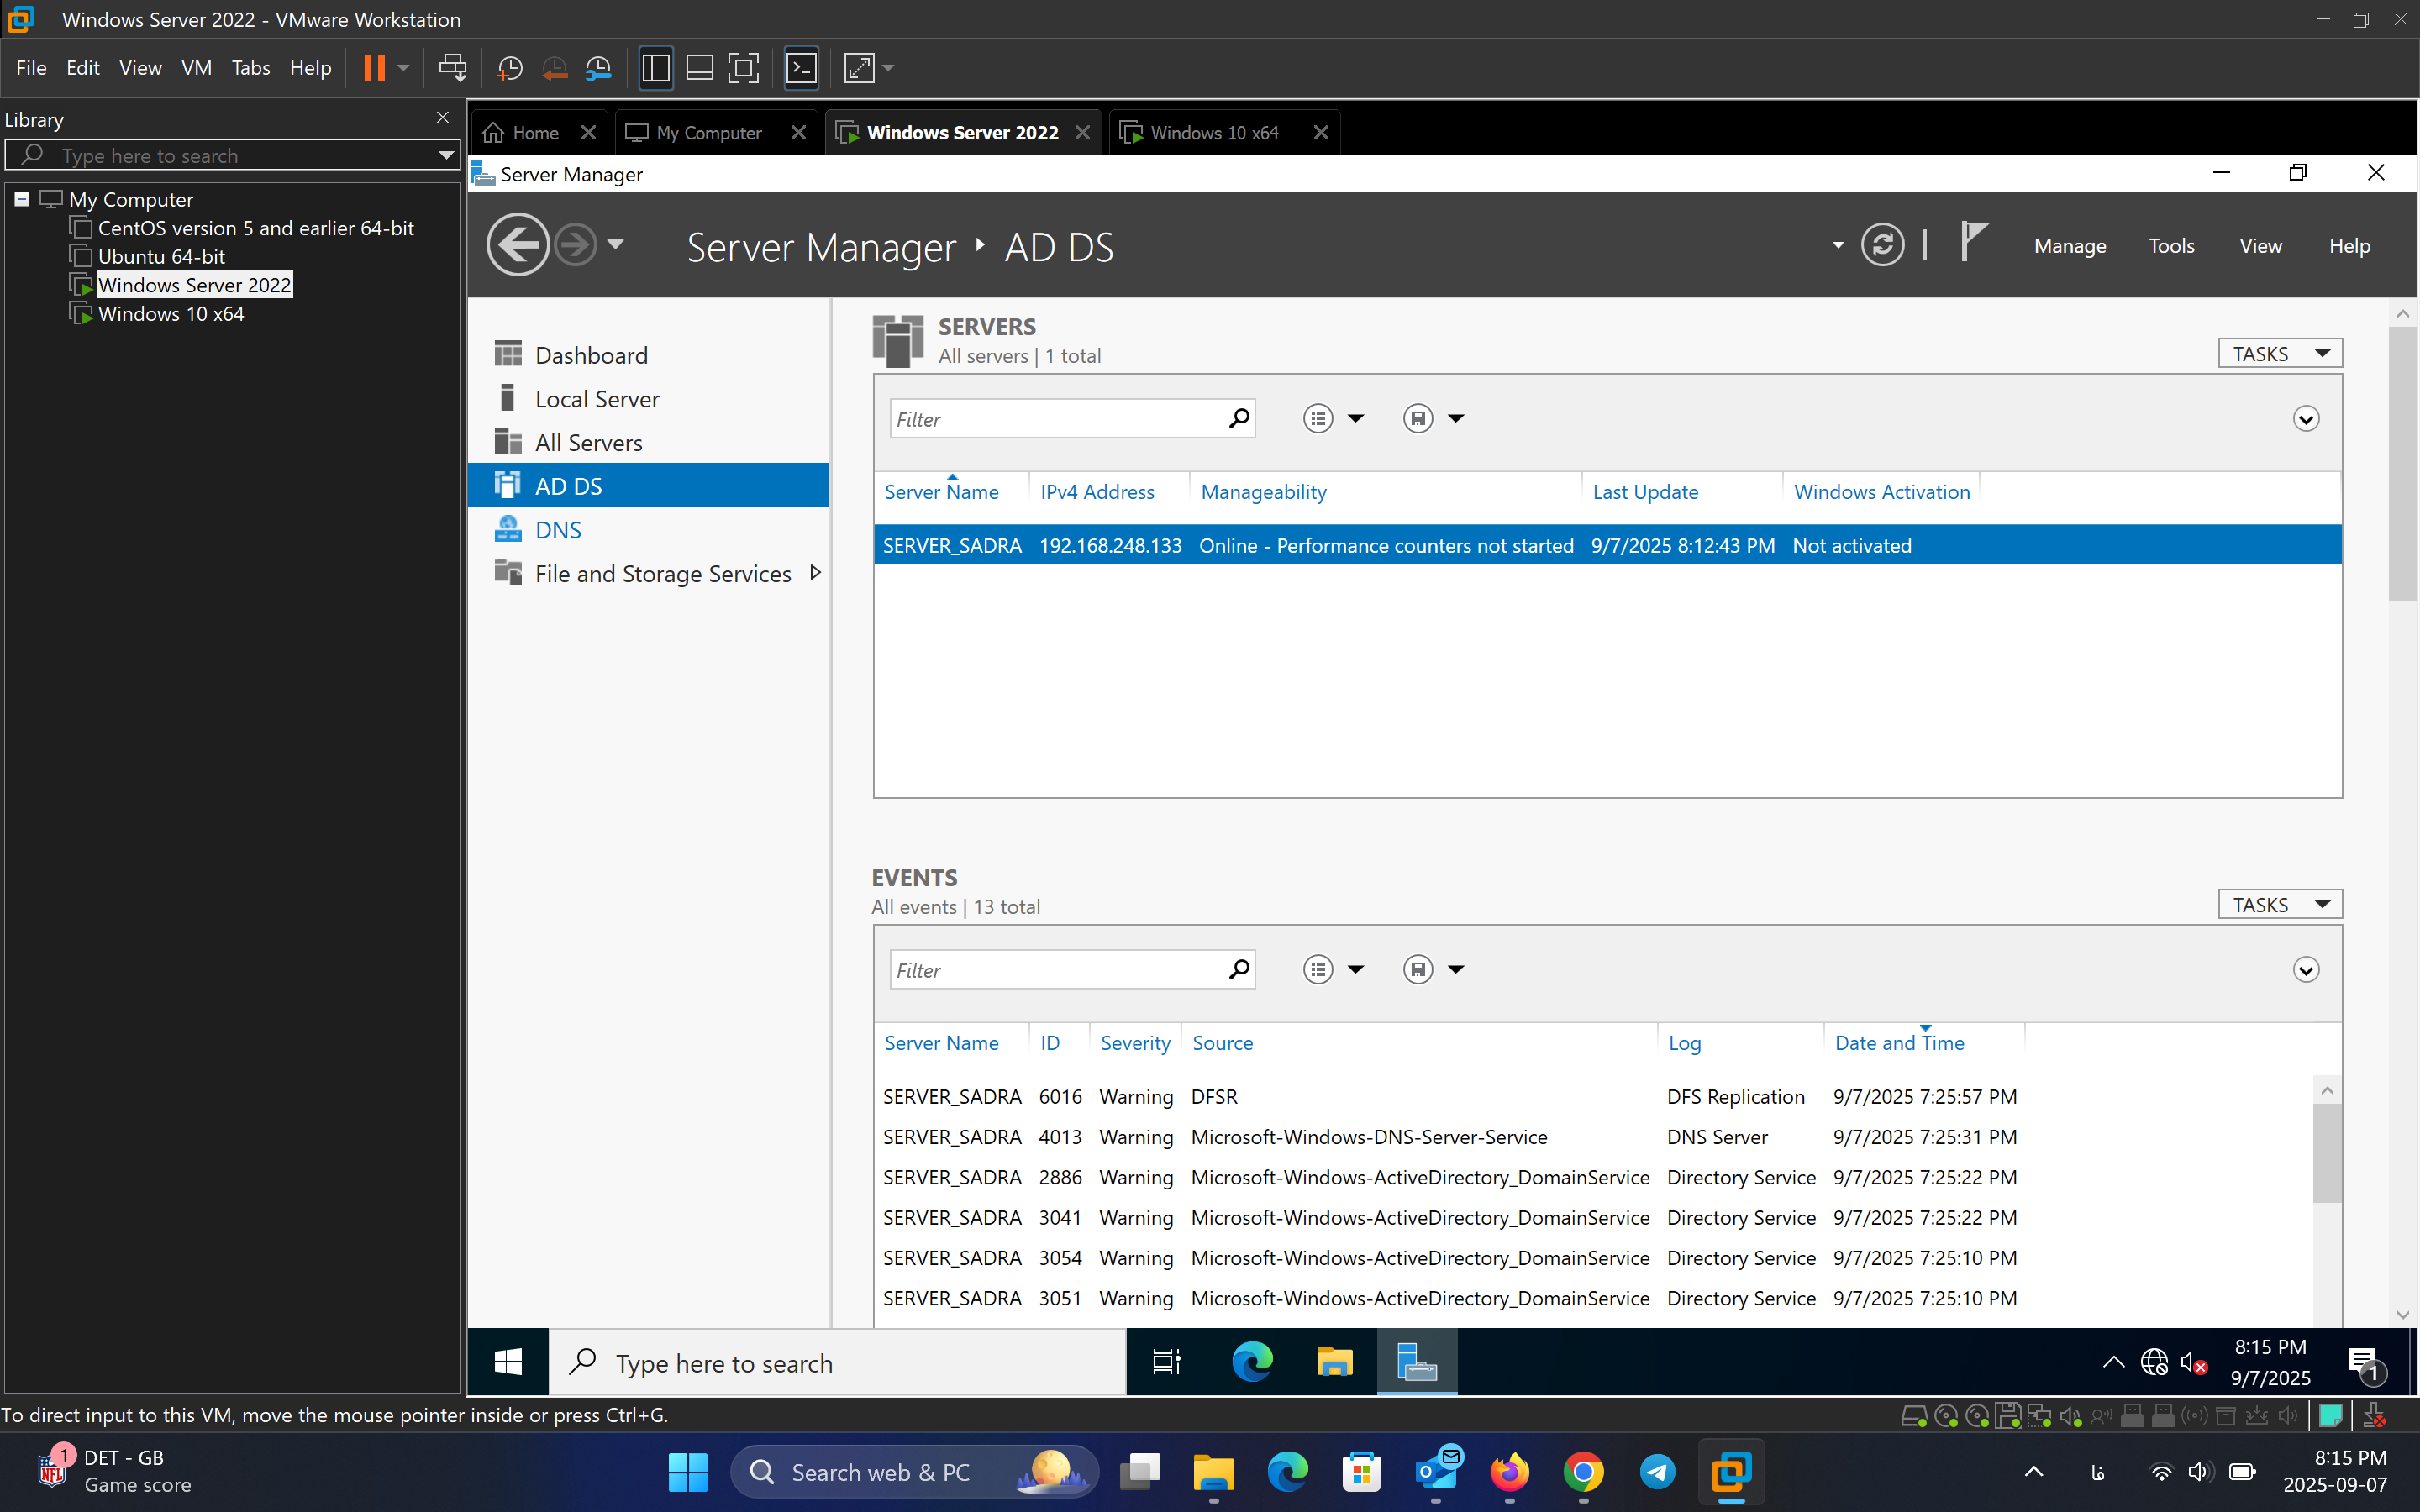 Windows Server 2022 - VMware Workstation
File Edit View VM Tabs Help
Library
Type here to search
My Computer
CentOS version 5 and earlier 64-bit
Ubuntu 64-bit
Windows Server 2022
Windows 10 x64
Home
My Computer
Windows Server 2022
Windows 10 x64
Server Manager
Server Manager AD DS
Manage Tools View Help
Dashboard
Local Server
All Servers
AD DS
DNS
File and Storage Services
SERVERS
All servers | 1 total
TASKS
Filter
Server Name IPv4 Address Manageability Last Update Windows Activation
SERVER_SADRA 192.168.248.133 Online - Performance counters not started 9/7/2025 8:12:43 PM Not activated
EVENTS
All events | 13 total
TASKS
Filter
Server Name ID Severity Source Log Date and Time
SERVER_SADRA 6016 Warning DFSR DFS Replication 9/7/2025 7:25:57 PM
SERVER_SADRA 4013 Warning Microsoft-Windows-DNS-Server-Service DNS Server 9/7/2025 7:25:31 PM
SERVER_SADRA 2886 Warning Microsoft-Windows-ActiveDirectory_DomainService Directory Service 9/7/2025 7:25:22 PM
SERVER_SADRA 3041 Warning Microsoft-Windows-ActiveDirectory_DomainService Directory Service 9/7/2025 7:25:22 PM
SERVER_SADRA 3054 Warning Microsoft-Windows-ActiveDirectory_DomainService Directory Service 9/7/2025 7:25:10 PM
SERVER_SADRA 3051 Warning Microsoft-Windows-ActiveDirectory_DomainService Directory Service 9/7/2025 7:25:10 PM
Type here to search
8:15 PM
9/7/2025
1
To direct input to this VM, move the mouse pointer inside or press Ctrl+G.
1
NFL
DET - GB
Game score
Search web & PC
فا
8:15 PM
2025-09-07